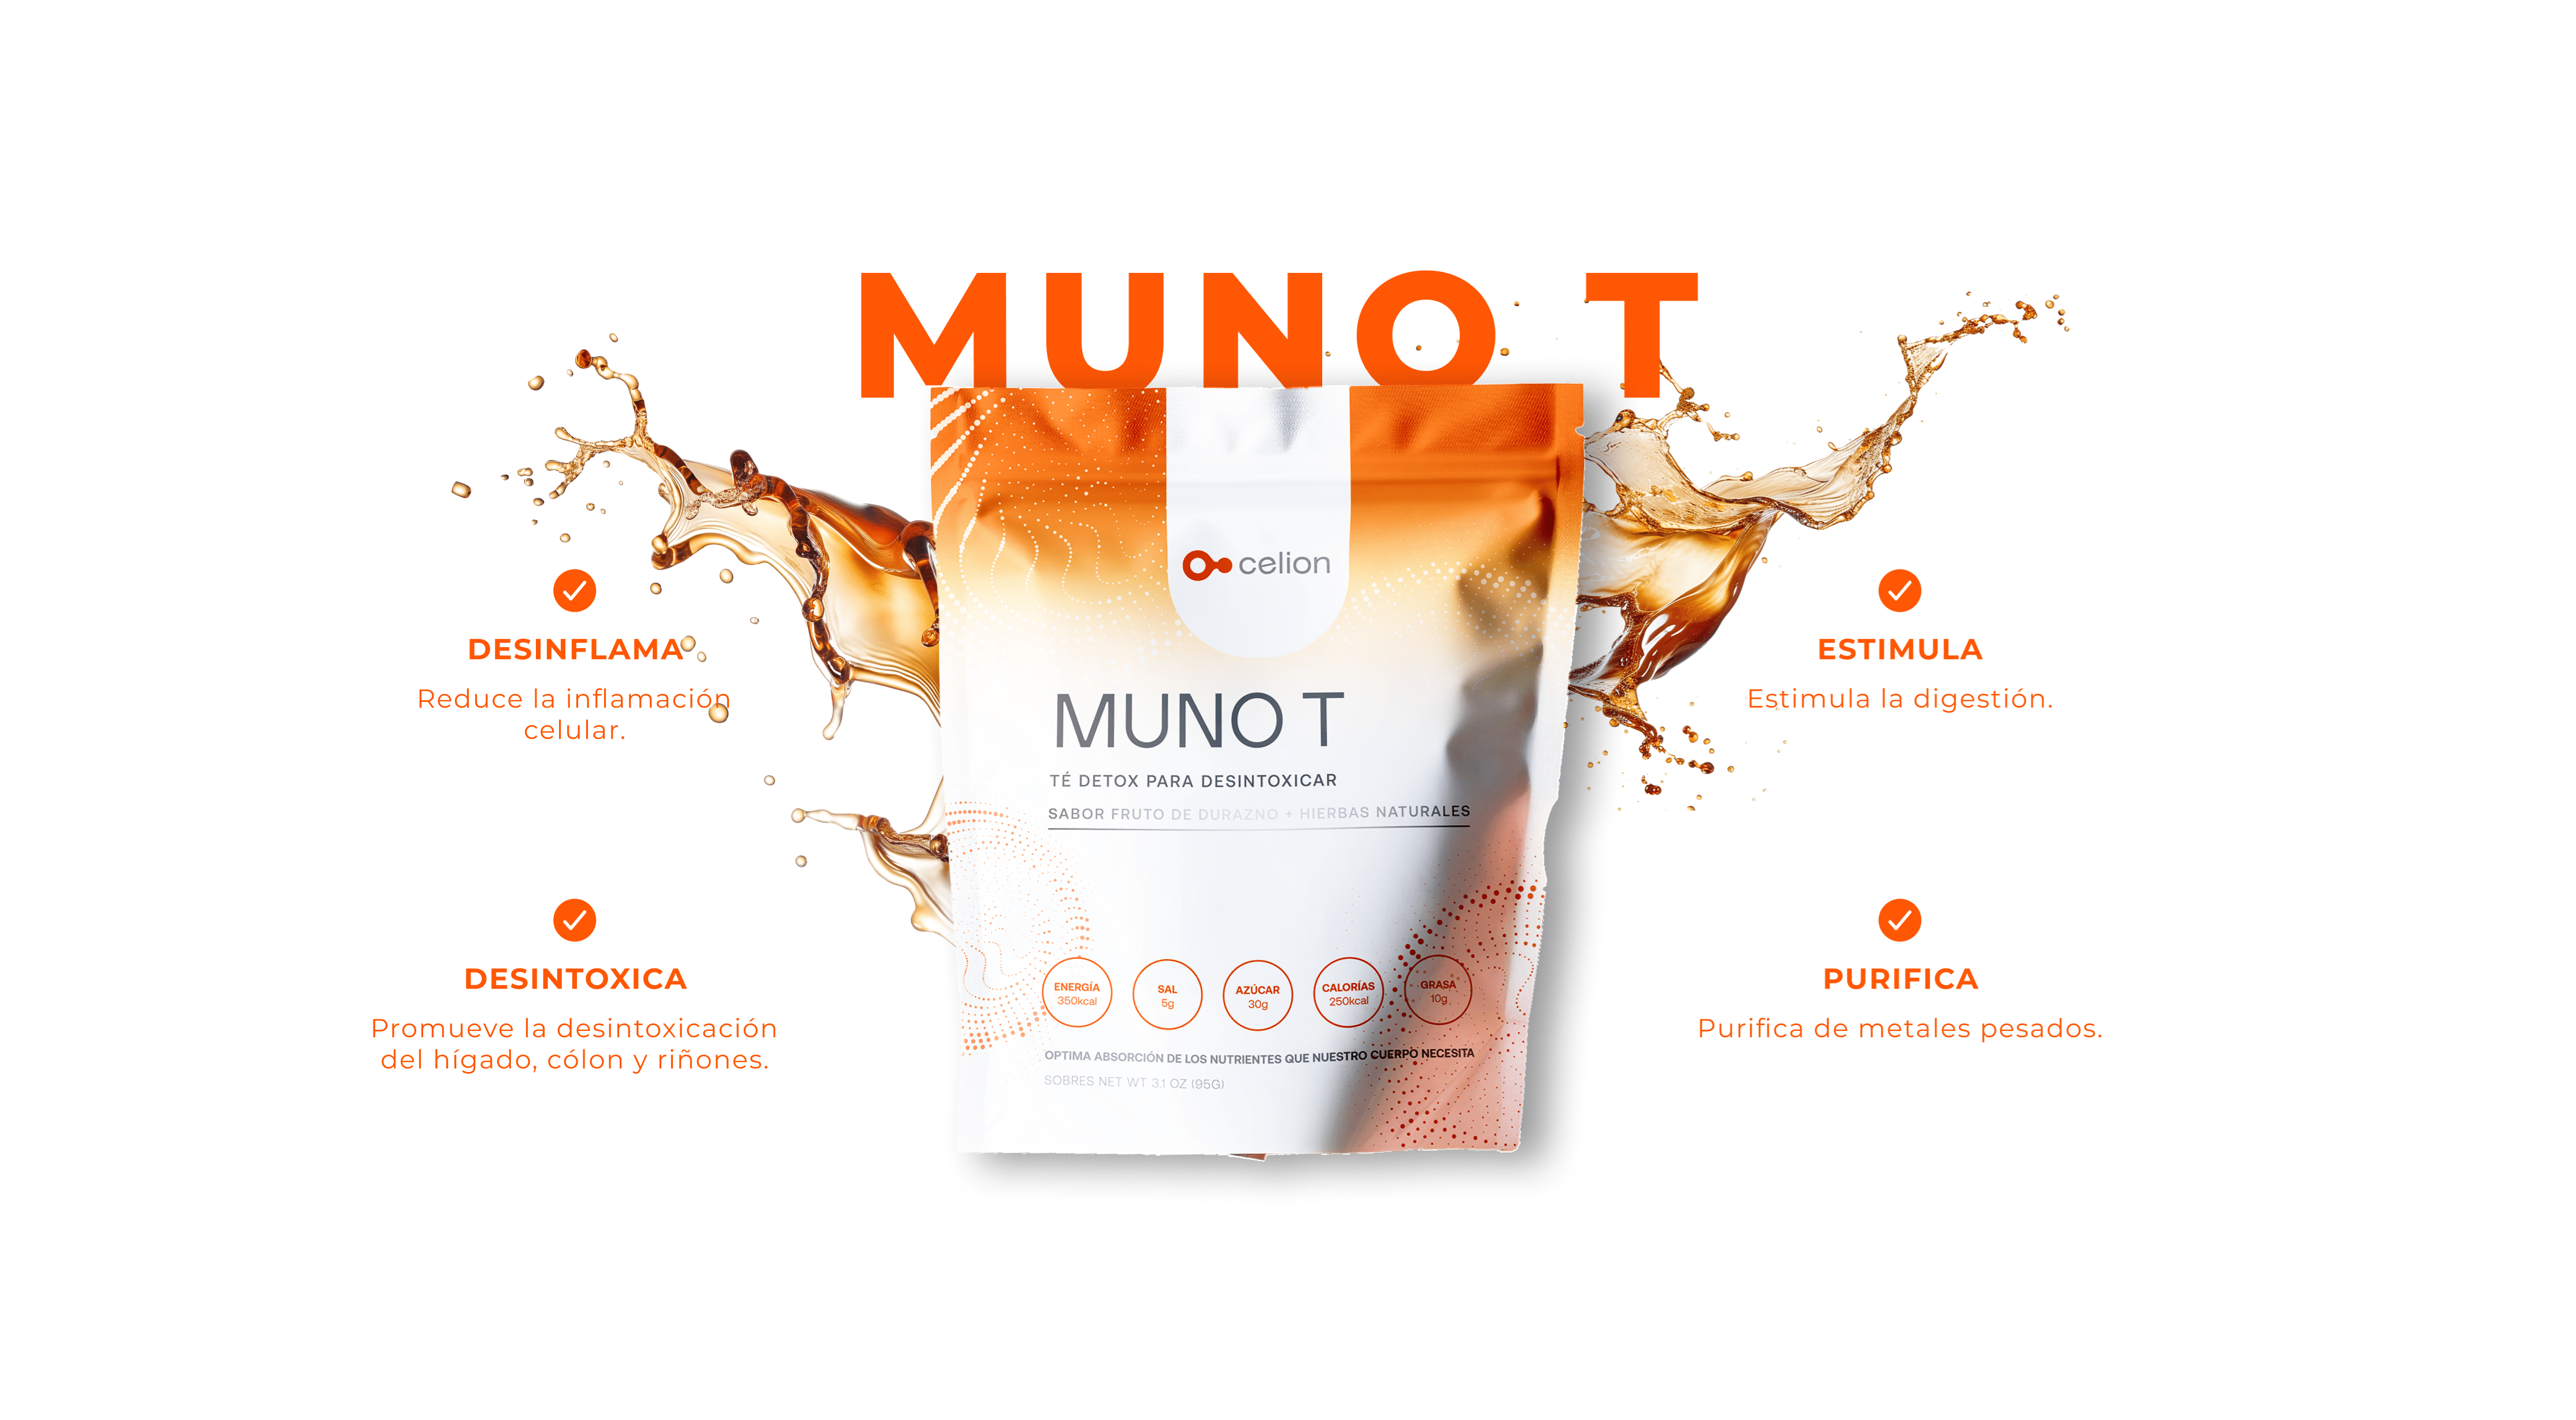 MUNO T
DESINFLAMA
Reduce la inflamación
celular.
DESINTOXICA
Promueve la desintoxicación
del hígado, cólon y riñones.
celion
MUNO T
TÉ DETOX PARA DESINTOXICAR
SABOR FRUTO DE DURAZNO + HIERBAS NATURALES
ENERGÍA
350kcal
SAL
5g
AZÚCAR
30g
CALORÍAS
250kcal
GRASA
10g
OPTIMA ABSORCIÓN DE LOS NUTRIENTES QUE NUESTRO CUERPO NECESITA
SOBRES NET WT 3.1 OZ (95G)
ESTIMULA
Estimula la digestión.
PURIFICA
Purifica de metales pesados.